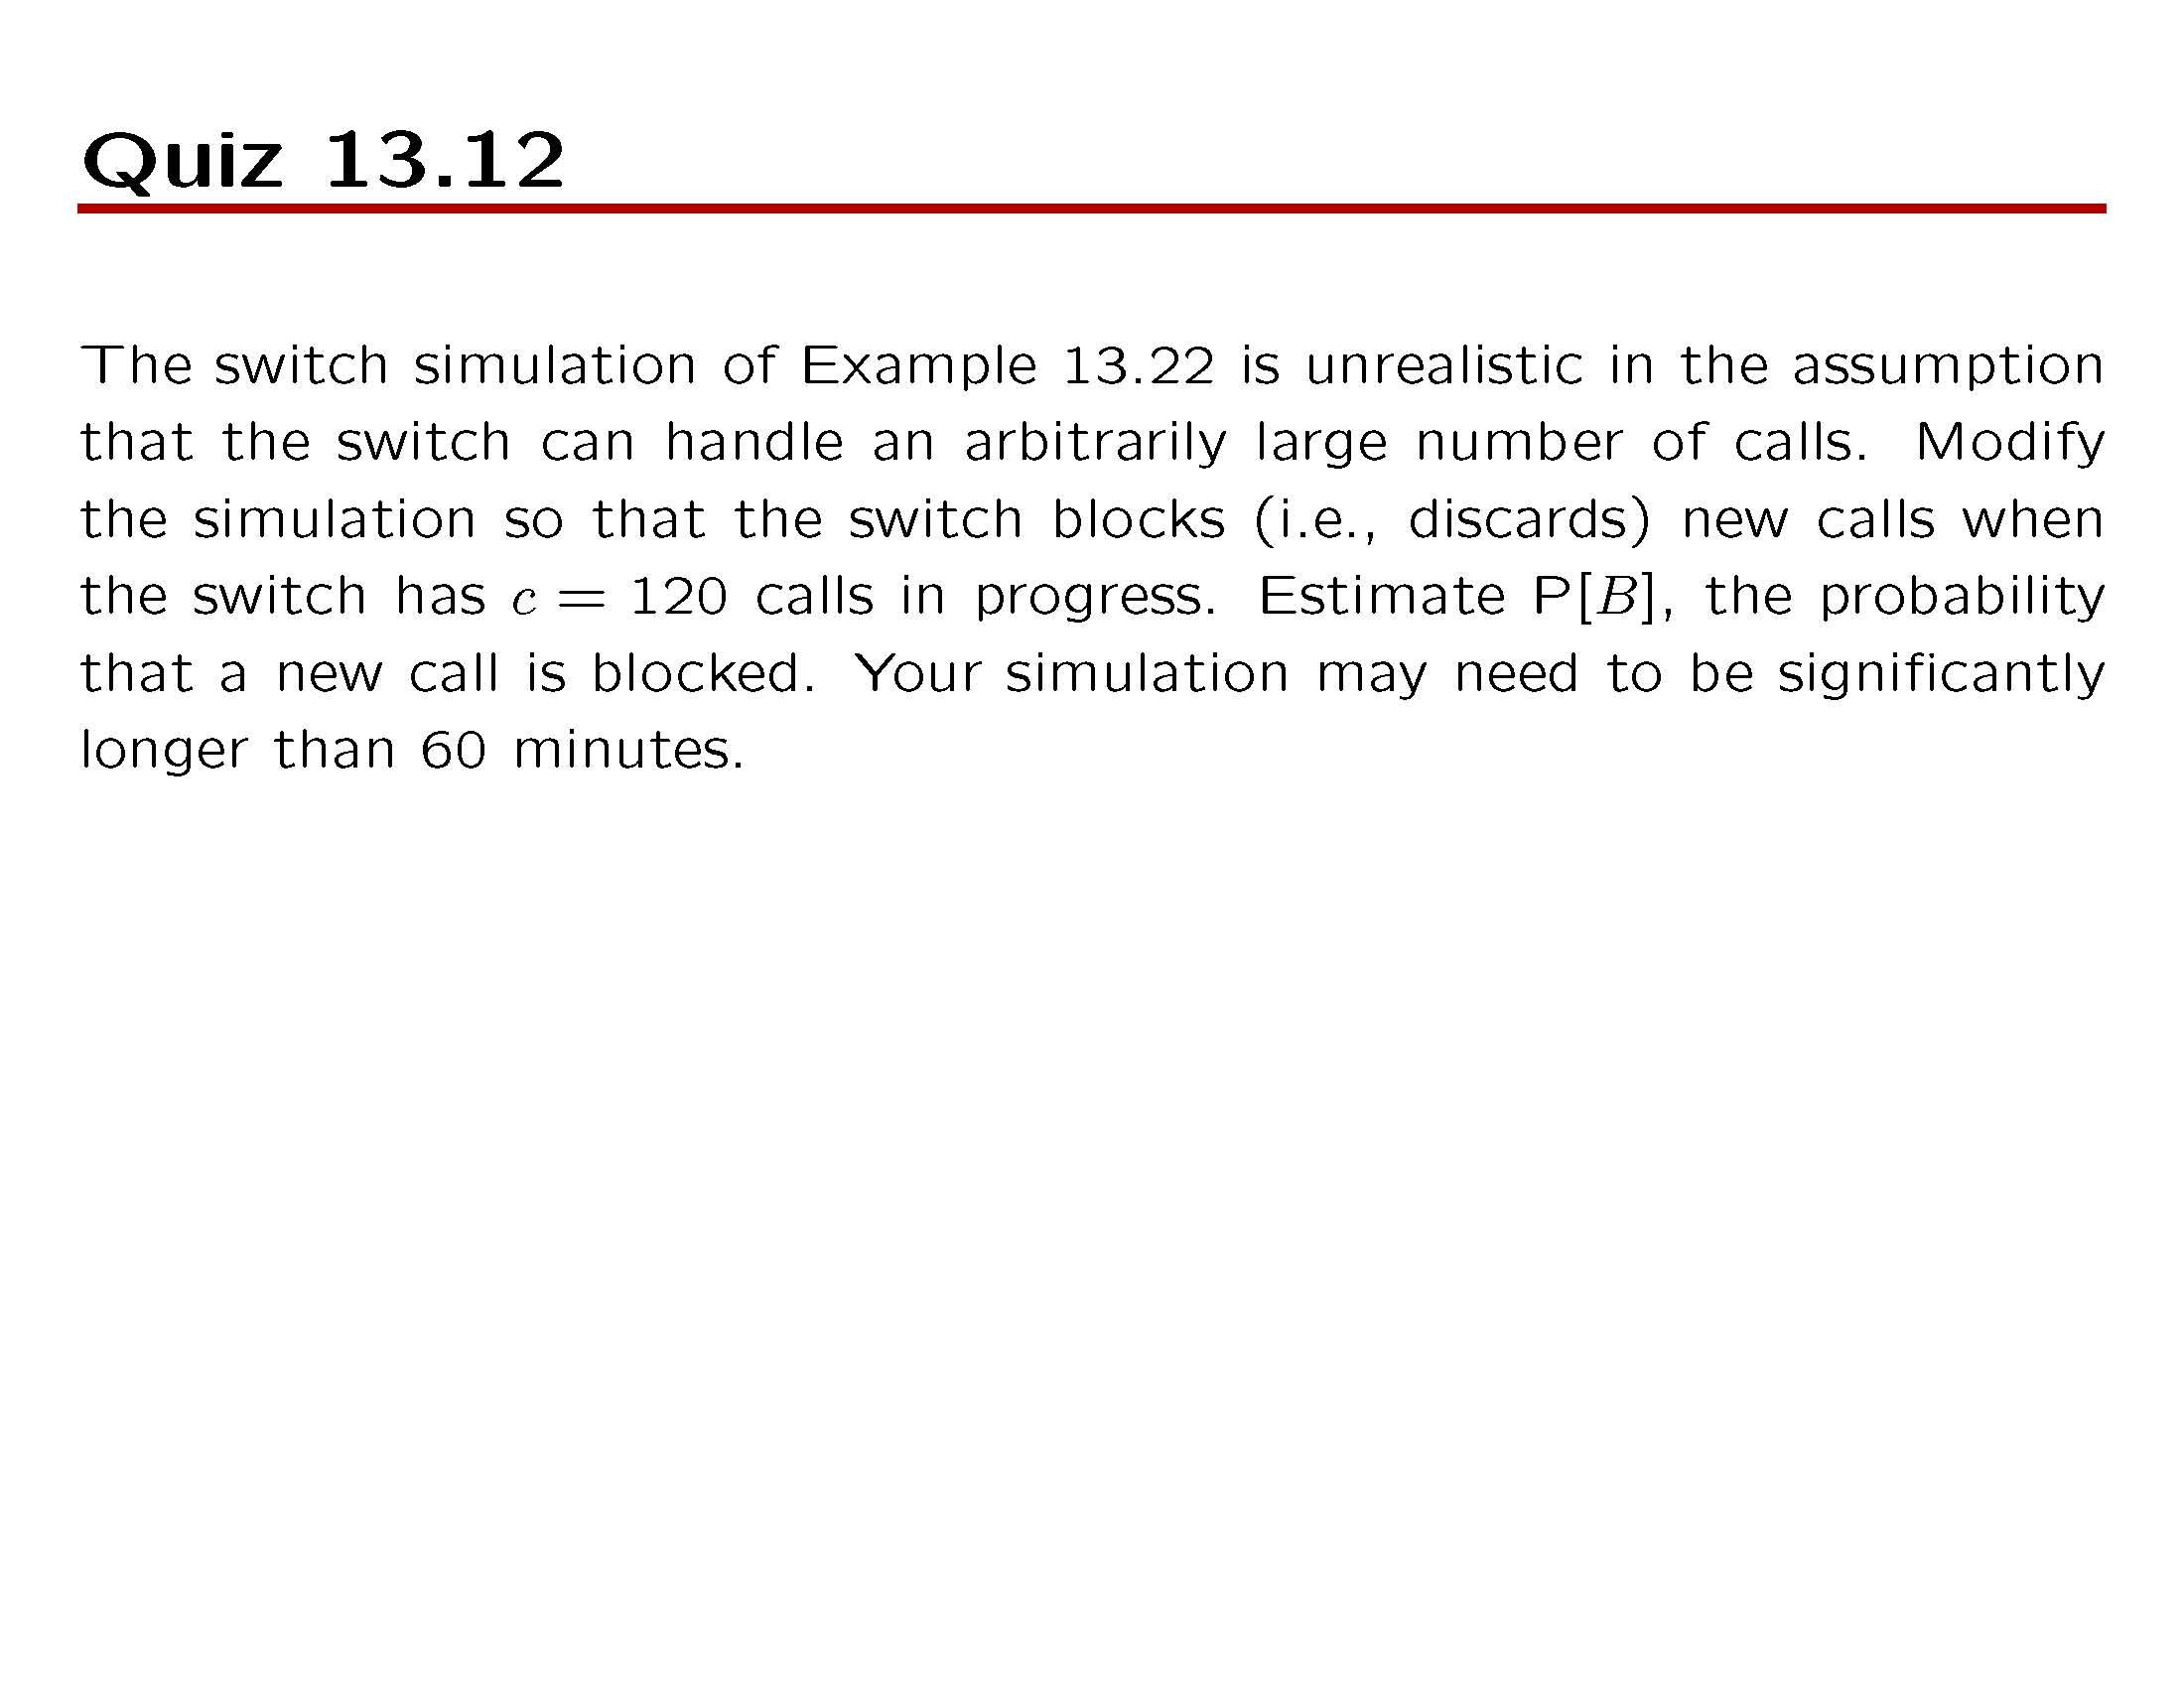 Quiz 13.12
The switch simulation of Example 13.22 is unrealistic in the assumption
that the switch can handle an arbitrarily large number of calls. Modify
the simulation so that the switch blocks (i.e., discards) new calls when
the switch has c = 120 calls in progress. Estimate P[B], the probability
that a new call is blocked. Your simulation may need to be significantly
longer than 60 minutes.